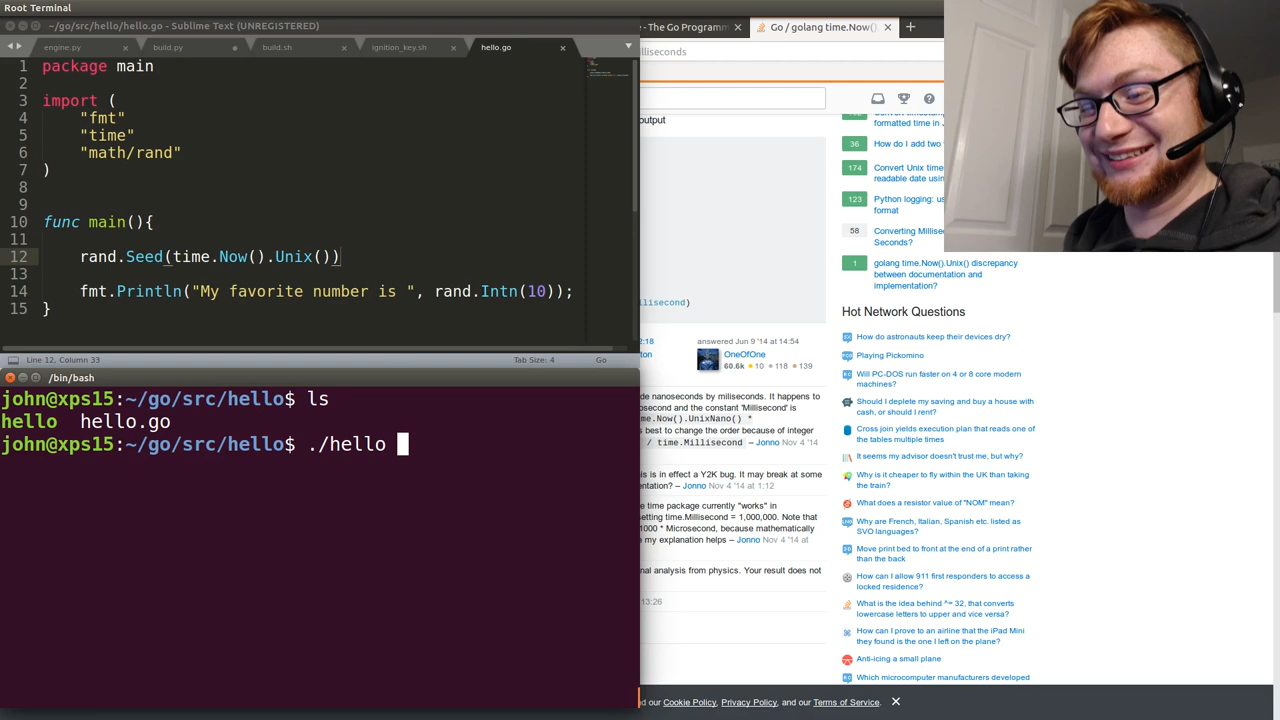 Root Terminal
~/go/src/hello/hello.go - Sublime Text (UNREGISTERED)
engine.py
build.py
build.sh
ignition_key.sh
hello.go
1 package main
2
3 import (
4 "fmt"
5 "time"
6 "math/rand"
7 )
8
9
10 func main(){
11
12 rand.Seed(time.Now().Unix())
13
14 fmt.Println("My favorite number is ", rand.Intn(10));
15 }
Line 12, Column 33
Tab Size: 4
Go
/bin/bash
john@xps15:~/go/src/hello$ ls
hello hello.go
john@xps15:~/go/src/hello$ ./hello
- The Go Programm
Go / golang time.Now()
lliseconds
output
formatted time in
36 How do I add two
174 Convert Unix time
readable date usin
123 Python logging: us
format
58 Converting Millise
Seconds?
1 golang time.Now().Unix() discrepancy
between documentation and
implementation?
llisecond)
2:18
answered Jun 9 '14 at 14:54
OneOfOne
60.6k 10 118 139
de nanoseconds by miliseconds. It happens to
osecond and the constant 'Millisecond' is
me.Now().UnixNano() *
s best to change the order because of integer
/ time.Millisecond – Jonno Nov 4 '14
is is in effect a Y2K bug. It may break at some
entation? – Jonno Nov 4 '14 at 1:12
e time package currently "works" in
setting time.Millisecond = 1,000,000. Note that
1000 * Microsecond, because mathematically
e my explanation helps – Jonno Nov 4 '14 at
nal analysis from physics. Your result does not
13:26
Hot Network Questions
How do astronauts keep their devices dry?
Playing Pickomino
Will PC-DOS run faster on 4 or 8 core modern
machines?
Should I deplete my saving and buy a house with
cash, or should I rent?
Cross join yields execution plan that reads one of
the tables multiple times
It seems my advisor doesn't trust me, but why?
Why is it cheaper to fly within the UK than taking
the train?
What does a resistor value of "NOM" mean?
Why are French, Italian, Spanish etc. listed as
SVO languages?
Move print bed to front at the end of a print rather
than the back
How can I allow 911 first responders to access a
locked residence?
What is the idea behind ^= 32, that converts
lowercase letters to upper and vice versa?
How can I prove to an airline that the iPad Mini
they found is the one I left on the plane?
Anti-icing a small plane
Which microcomputer manufacturers developed
d our Cookie Policy, Privacy Policy, and our Terms of Service.